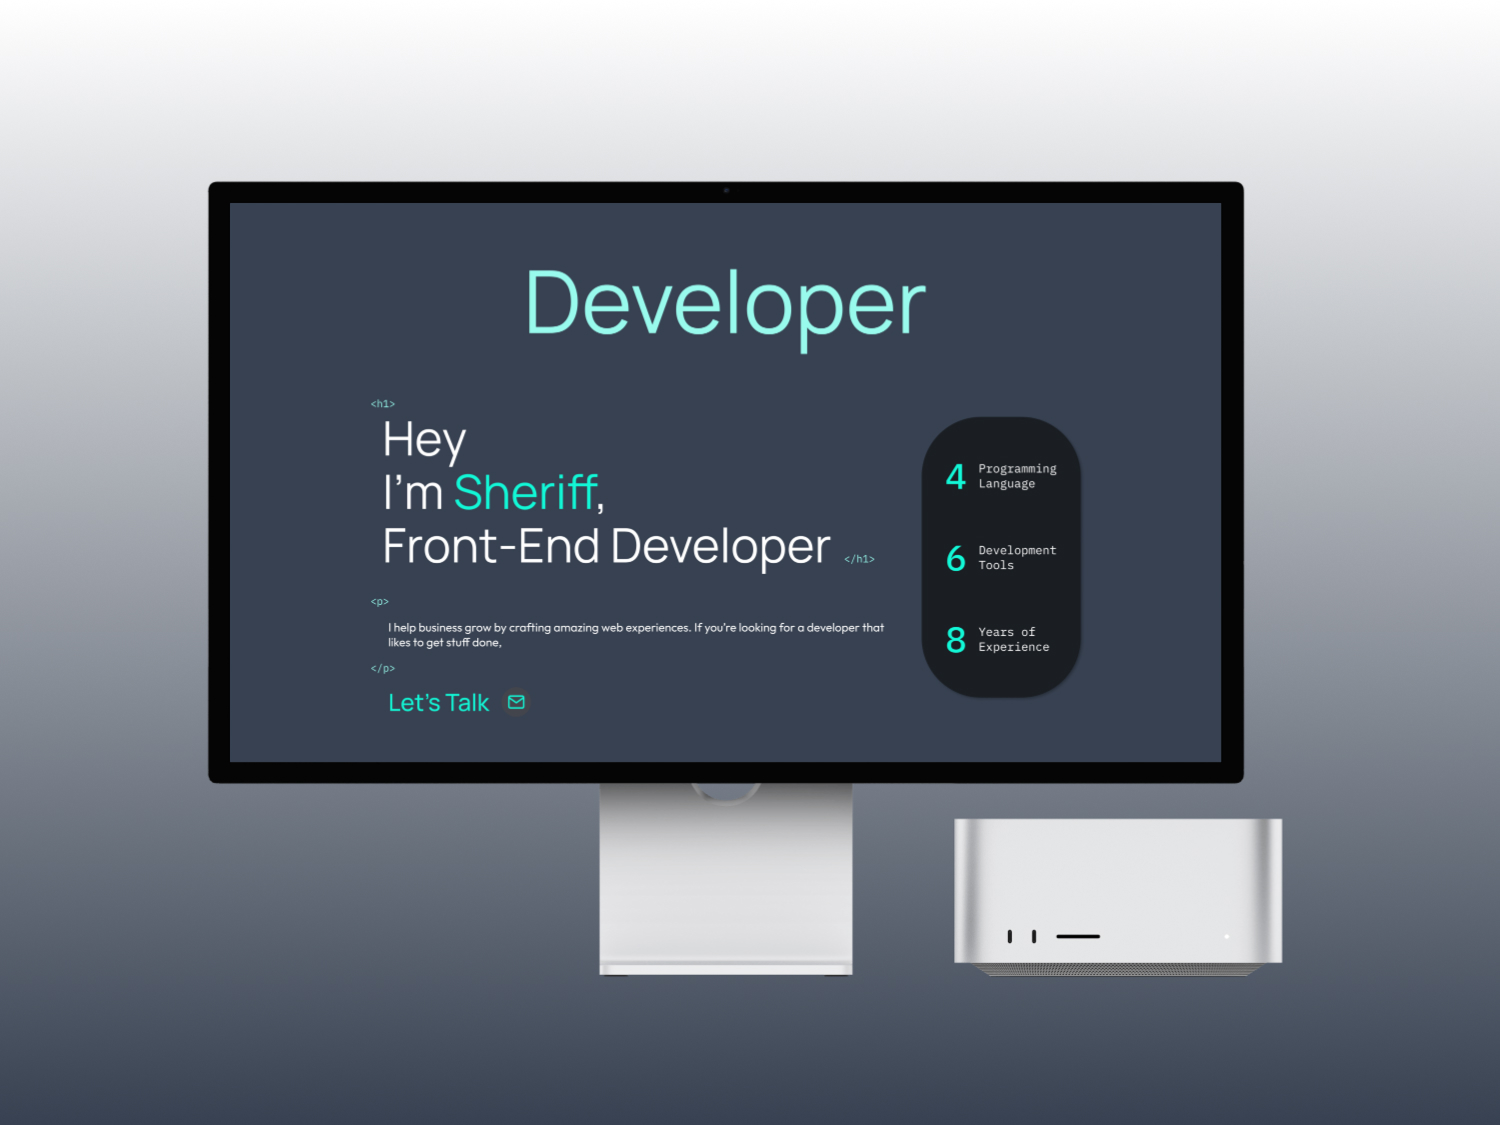 Developer
<h1>
Hey
I’m Sheriff,
Front-End Developer </h1>
<p>
I help business grow by crafting amazing web experiences. If you’re looking for a developer that
likes to get stuff done,
</p>
Let’s Talk
4 Programming
Language
6 Development
Tools
8 Years of
Experience